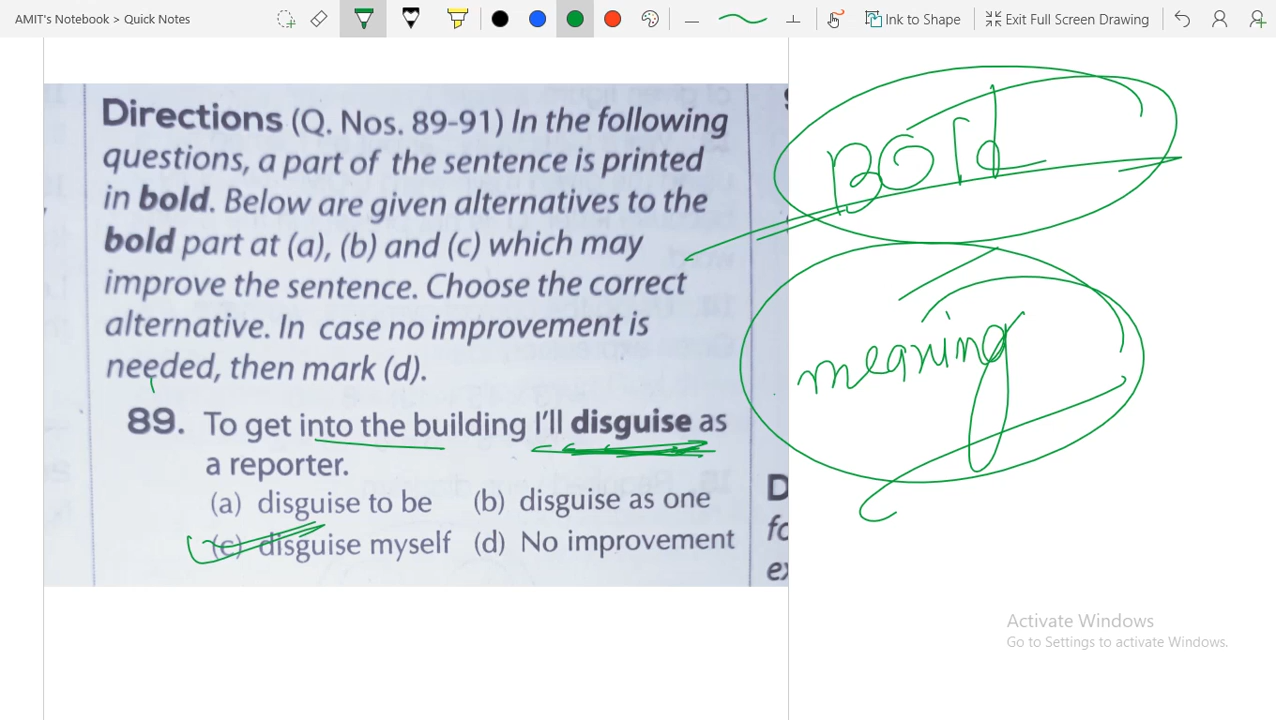 AMIT's Notebook > Quick Notes
Ink to Shape
Exit Full Screen Drawing
Directions (Q. Nos. 89-91) In the following
questions, a part of the sentence is printed
in bold. Below are given alternatives to the
bold part at (a), (b) and (c) which may
improve the sentence. Choose the correct
alternative. In case no improvement is
needed, then mark (d).
89. To get into the building I'll disguise as
a reporter.
(a) disguise to be (b) disguise as one
(c) disguise myself (d) No improvement
BOld
meaning
D
fo
Activate Windows
Go to Settings to activate Windows.